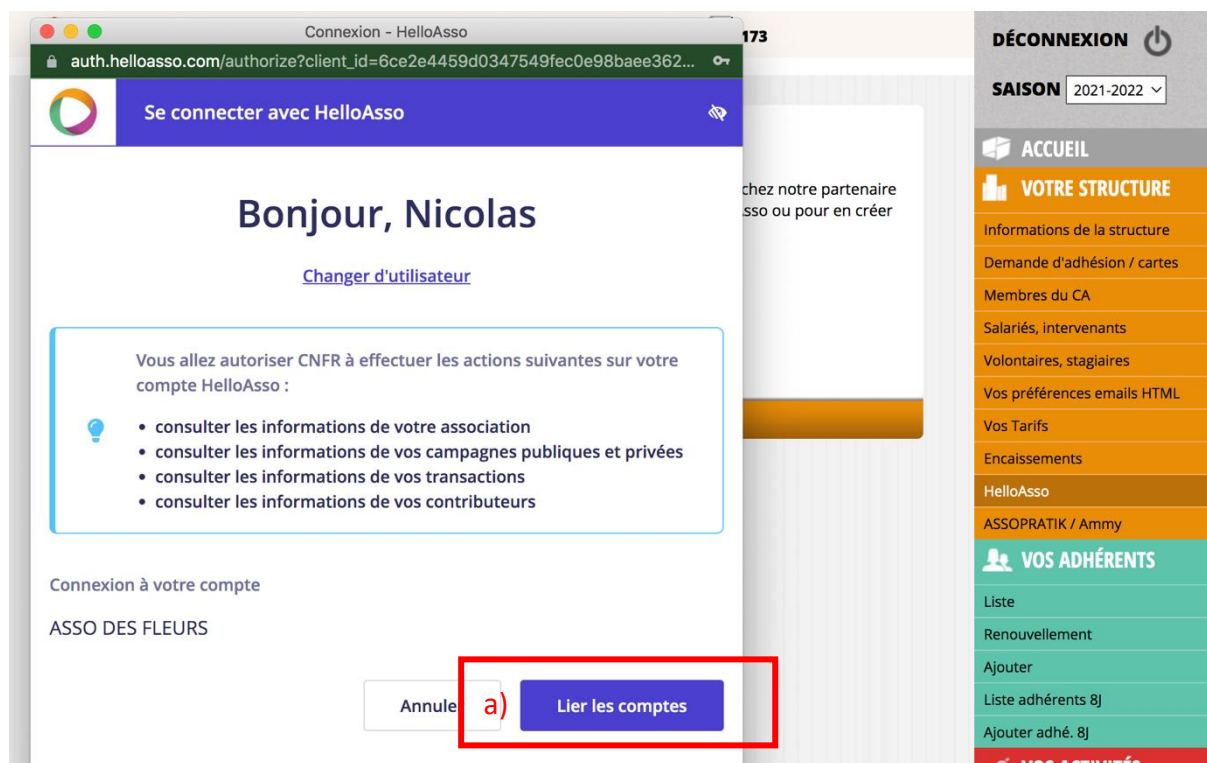 Connexion - HelloAsso
auth.helloasso.com/authorize?client_id=6ce2e4459d0347549fec0e98baee362...
Se connecter avec HelloAsso
Bonjour, Nicolas
Changer d'utilisateur
Vous allez autoriser CNFR à effectuer les actions suivantes sur votre
compte HelloAsso :
• consulter les informations de votre association
• consulter les informations de vos campagnes publiques et privées
• consulter les informations de vos transactions
• consulter les informations de vos contributeurs
Connexion à votre compte
ASSO DES FLEURS
Annule
a)
Lier les comptes
173
chez notre partenaire
sso ou pour en créer
DÉCONNEXION
SAISON 2021-2022
ACCUEIL
VOTRE STRUCTURE
Informations de la structure
Demande d'adhésion / cartes
Membres du CA
Salariés, intervenants
Volontaires, stagiaires
Vos préférences emails HTML
Vos Tarifs
Encaissements
HelloAsso
ASSOPRATIK / Ammy
VOS ADHÉRENTS
Liste
Renouvellement
Ajouter
Liste adhérents 8J
Ajouter adhé. 8J
VOS ACTIVITÉS